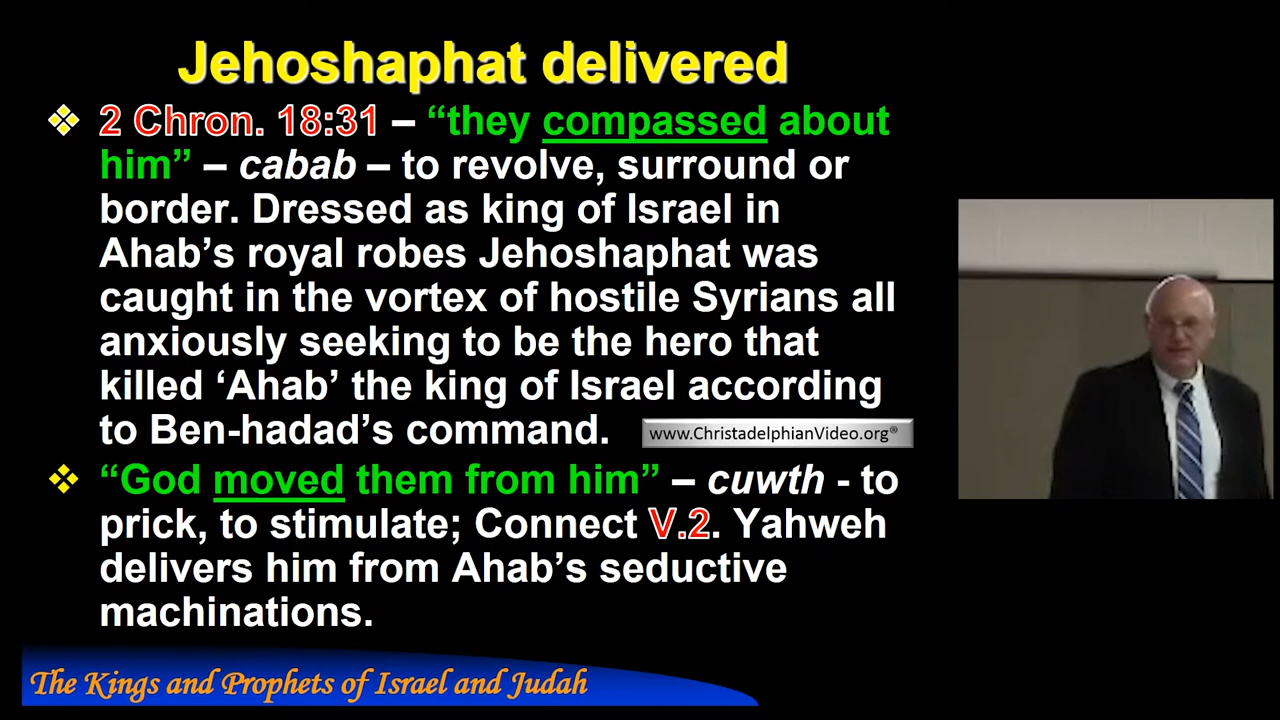 Jehoshaphat delivered
2 Chron. 18:31 – “they compassed about
him” – cabab – to revolve, surround or
border. Dressed as king of Israel in
Ahab’s royal robes Jehoshaphat was
caught in the vortex of hostile Syrians all
anxiously seeking to be the hero that
killed ‘Ahab’ the king of Israel according
to Ben-hadad’s command.
www.ChristadelphianVideo.org®
“God moved them from him” – cuwth - to
prick, to stimulate; Connect V.2. Yahweh
delivers him from Ahab’s seductive
machinations.
The Kings and Prophets of Israel and Judah